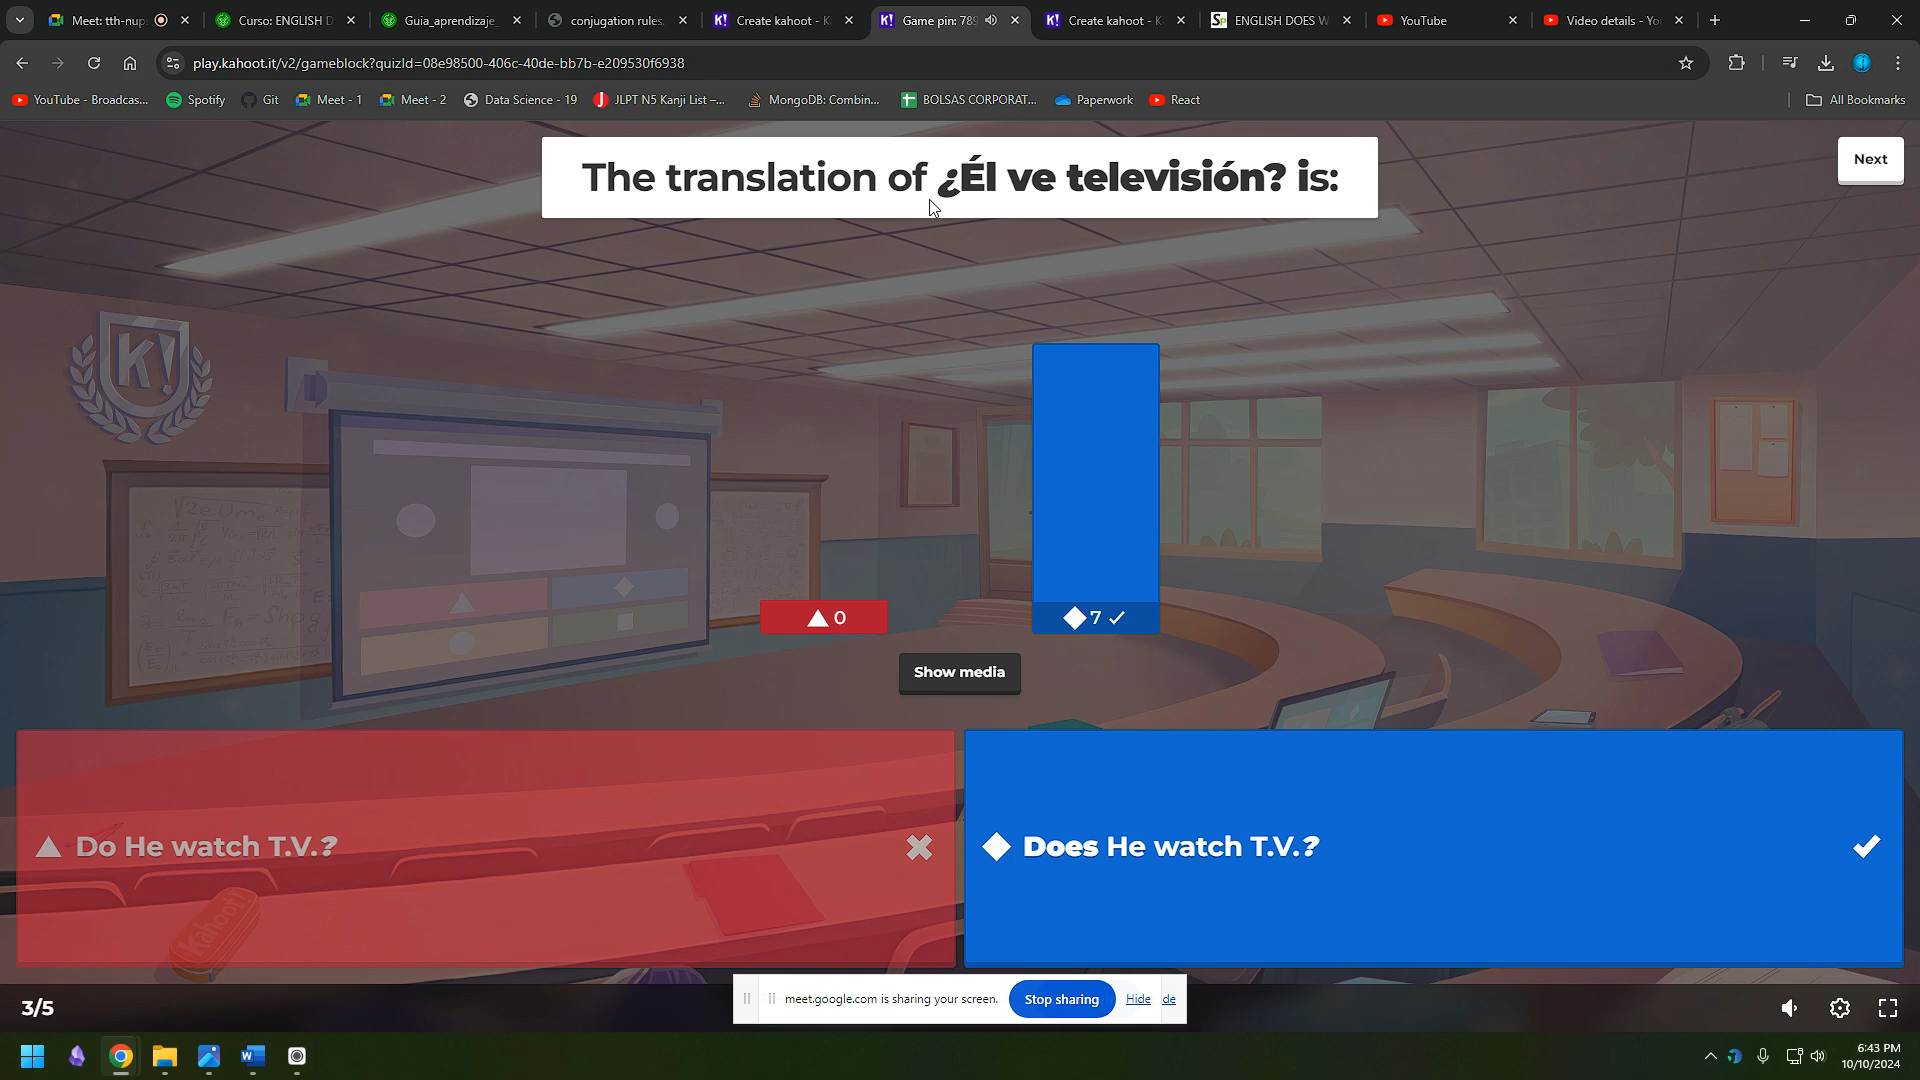 Meet: tth-nup
Curso: ENGLISH D
Guia_aprendizaje_
conjugation rules.
Create kahoot - K
Game pin: 789
Create kahoot - K
ENGLISH DOES W
YouTube
Video details - Yo
play.kahoot.it/v2/gameblock?quizId=08e98500-406c-40de-bb7b-e209530f6938
YouTube - Broadcas...
Spotify
Git
Meet - 1
Meet - 2
Data Science - 19
JLPT N5 Kanji List –...
MongoDB: Combin...
BOLSAS CORPORAT...
Paperwork
React
All Bookmarks
The translation of ¿Él ve televisión? is:
Next
K!
0
7
Show media
Do He watch T.V.?
Does He watch T.V.?
Kahoot!
meet.google.com is sharing your screen.
Stop sharing
Hide
de
3/5
6:43 PM
10/10/2024